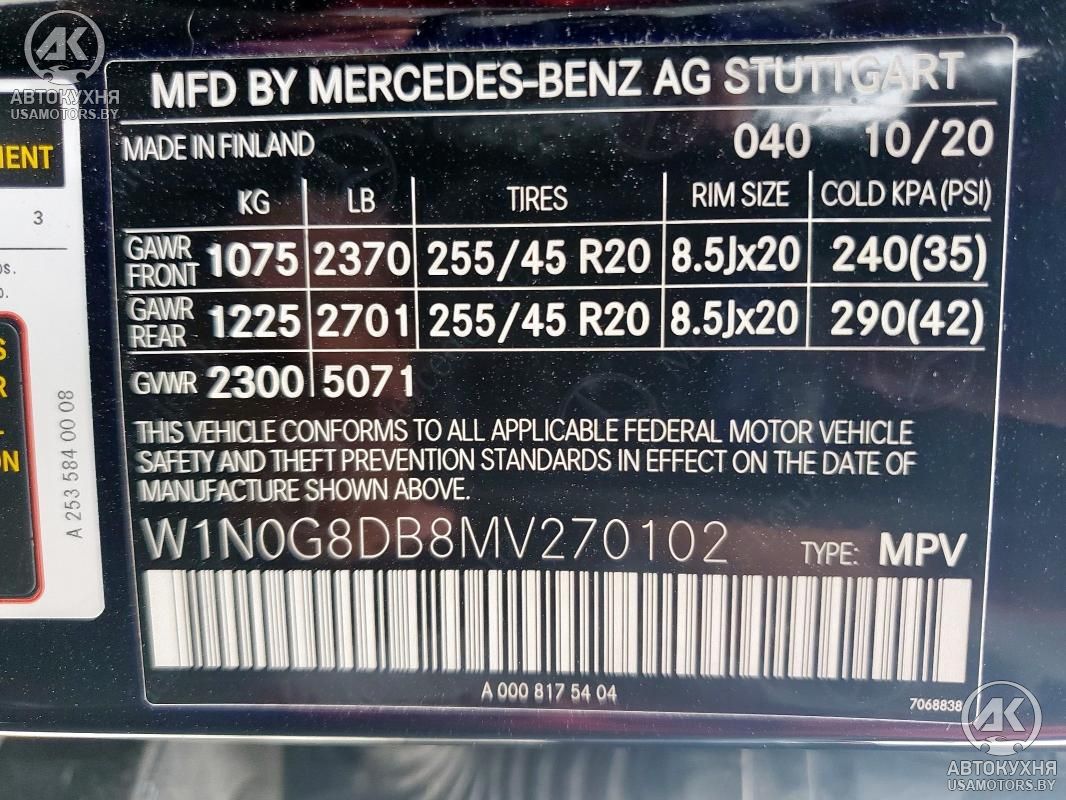 AK
АВТОКУХНЯ
USAMOTORS.BY
MFD BY MERCEDES-BENZ AG STUTTGART
MADE IN FINLAND 040 10/20
KG LB TIRES RIM SIZE COLD KPA (PSI)
GAWR FRONT 1075 2370 255/45 R20 8.5Jx20 240(35)
GAWR REAR 1225 2701 255/45 R20 8.5Jx20 290(42)
GVWR 2300 5071
THIS VEHICLE CONFORMS TO ALL APPLICABLE FEDERAL MOTOR VEHICLE
SAFETY AND THEFT PREVENTION STANDARDS IN EFFECT ON THE DATE OF
MANUFACTURE SHOWN ABOVE.
W1N0G8DB8MV270102 TYPE: MPV
A 000 817 54 04
7068838
3
A 253 584 00 08
AK
АВТОКУХНЯ
USAMOTORS.BY